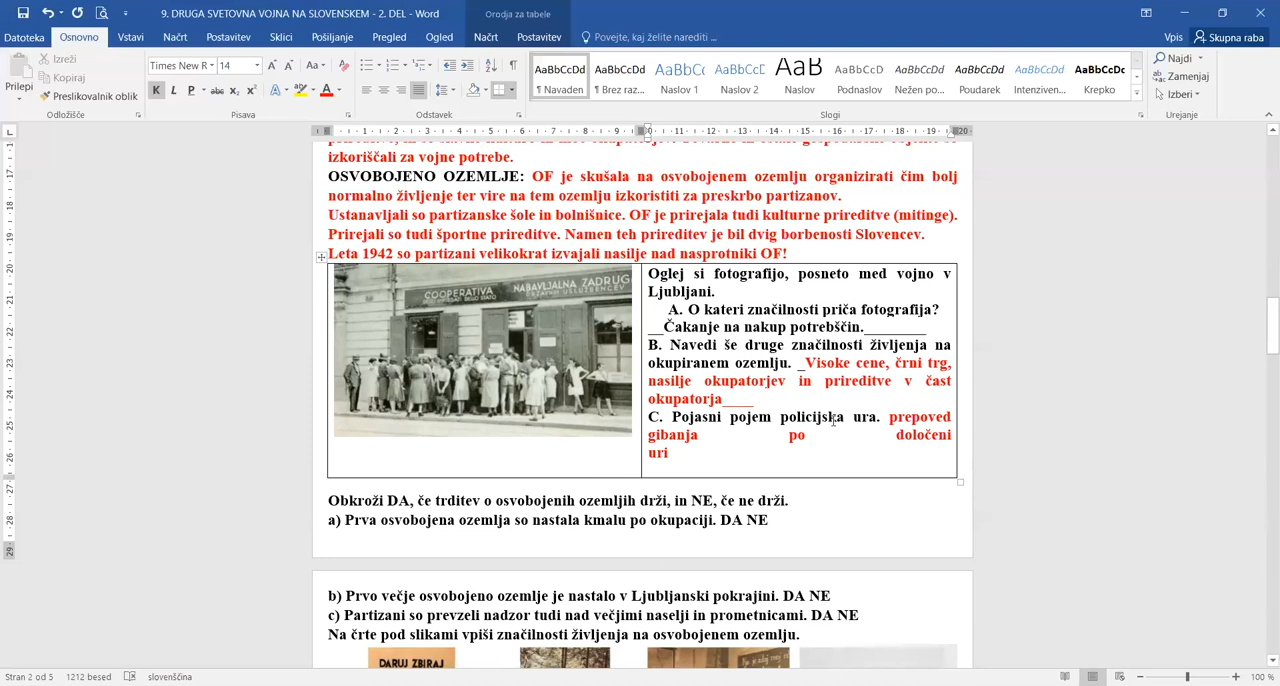 9. DRUGA SVETOVNA VOJNA NA SLOVENSKEM - 2. DEL - Word
Orodja za tabele
Datoteka Osnovno Vstavi Načrt Postavitev Sklici Pošiljanje Pregled Ogled Načrt Postavitev Povejte, kaj želite narediti ... Vpis Skupna raba
Prilepi
Izreži
Kopiraj
Preslikovalnik oblik
Times New R 14
K L P abc x₂ x²
AaBbCcDd AaBbCcDd AaBbCc AaBbCcD AaB AaBbCcD AaBbCcDd AaBbCcDd AaBbCcDd AaBbCcDc
¶ Navaden ¶ Brez raz... Naslov 1 Naslov 2 Naslov Podnaslov Nežen po... Poudarek Intenziven... Krepko
Najdi
Zamenjaj
Izberi
Odložišče Pisava Odstavek Slogi Urejanje
izkoriščali za vojne potrebe.
OSVOBOJENO OZEMLJE: OF je skušala na osvobojenem ozemlju organizirati čim bolj
normalno življenje ter vire na tem ozemlju izkoristiti za preskrbo partizanov.
Ustanavljali so partizanske šole in bolnišnice. OF je prirejala tudi kulturne prireditve (mitinge).
Prirejali so tudi športne prireditve. Namen teh prireditev je bil dvig borbenosti Slovencev.
Leta 1942 so partizani velikokrat izvajali nasilje nad nasprotniki OF!
COOPERATIVA
NABAVLJALNA ZADRUGA
Oglej si fotografijo, posneto med vojno v
Ljubljani.
A. O kateri značilnosti priča fotografija?
__Čakanje na nakup potrebščin.________
B. Navedi še druge značilnosti življenja na
okupiranem ozemlju. _Visoke cene, črni trg,
nasilje okupatorjev in prireditve v čast
okupatorja____
C. Pojasni pojem policijska ura. prepoved
gibanja po določeni
uri
Obkroži DA, če trditev o osvobojenih ozemljih drži, in NE, če ne drži.
a) Prva osvobojena ozemlja so nastala kmalu po okupaciji. DA NE
b) Prvo večje osvobojeno ozemlje je nastalo v Ljubljanski pokrajini. DA NE
c) Partizani so prevzeli nadzor tudi nad večjimi naselji in prometnicami. DA NE
Na črte pod slikami vpiši značilnosti življenja na osvobojenem ozemlju.
DARUJ ZBIRAJ
Stran 2 od 5 1212 besed slovenščina 100 %